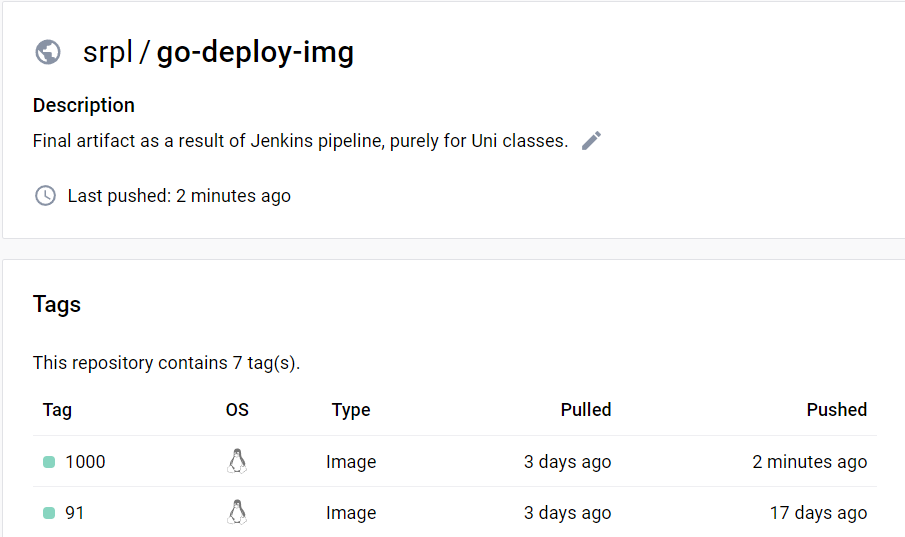 srpl / go-deploy-img
Description
Final artifact as a result of Jenkins pipeline, purely for Uni classes.
Last pushed: 2 minutes ago
Tags
This repository contains 7 tag(s).
Tag OS Type Pulled Pushed
1000 Image 3 days ago 2 minutes ago
91 Image 3 days ago 17 days ago